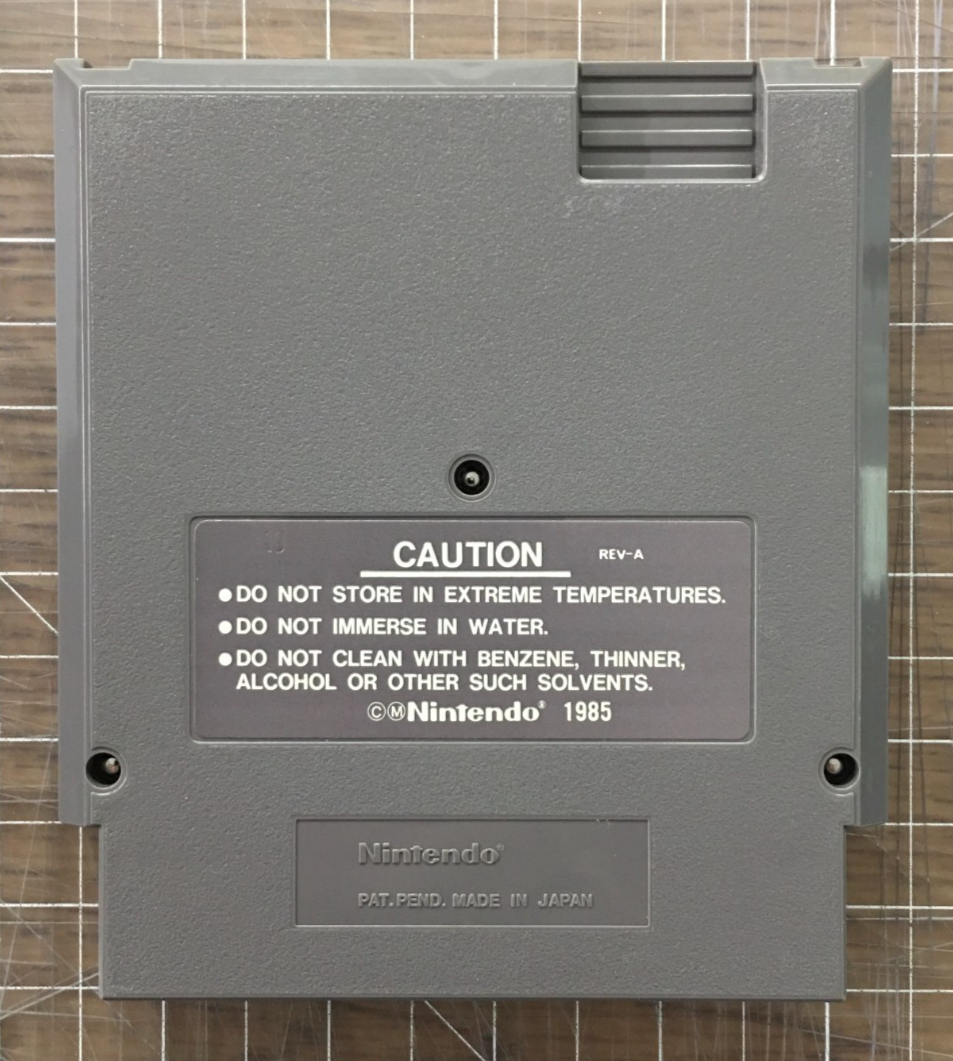 CAUTION REV-A
●DO NOT STORE IN EXTREME TEMPERATURES.
●DO NOT IMMERSE IN WATER.
●DO NOT CLEAN WITH BENZENE, THINNER,
ALCOHOL OR OTHER SUCH SOLVENTS.
©ⓂNintendo® 1985
Nintendo®
PAT. PEND. MADE IN JAPAN